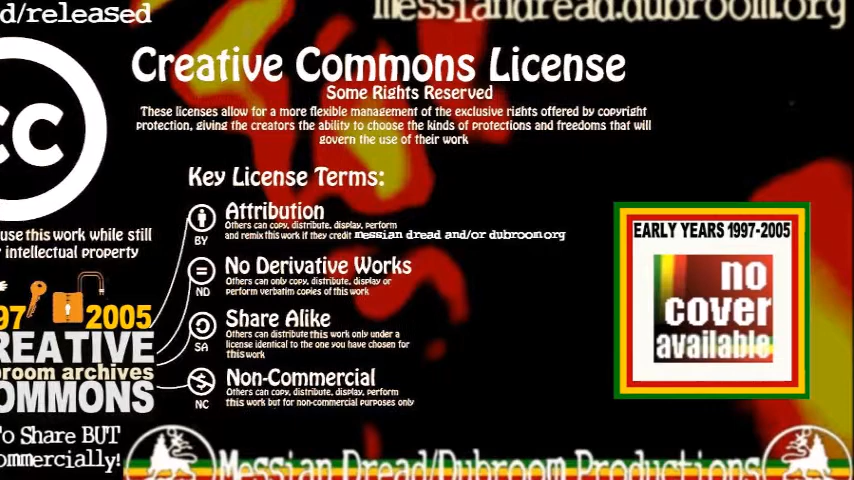 d/released
messiandread.dubroom.org
Creative Commons License
Some Rights Reserved
These licenses allow for a more flexible management of the exclusive rights offered by copyright
protection, giving the creators the ability to choose the kinds of protections and freedoms that will
govern the use of their work
cc
Key License Terms:
Attribution
Others can copy, distribute, display, perform
and remix this work if they credit messian dread and/or dubroom.org
BY
No Derivative Works
Others can only copy, distribute, display or
perform verbatim copies of this work
ND
Share Alike
Others can distribute this work only under a
license identical to the one you have chosen for
this work
SA
Non-Commercial
Others can copy, distribute, display, perform
this work but for non-commercial purposes only
NC
use this work while still
intellectual property
97 2005
REATIVE
broom archives
OMMONS
To Share BUT
ommercially!
EARLY YEARS 1997-2005
no
cover
available
Messian Dread/Dubroom Productions